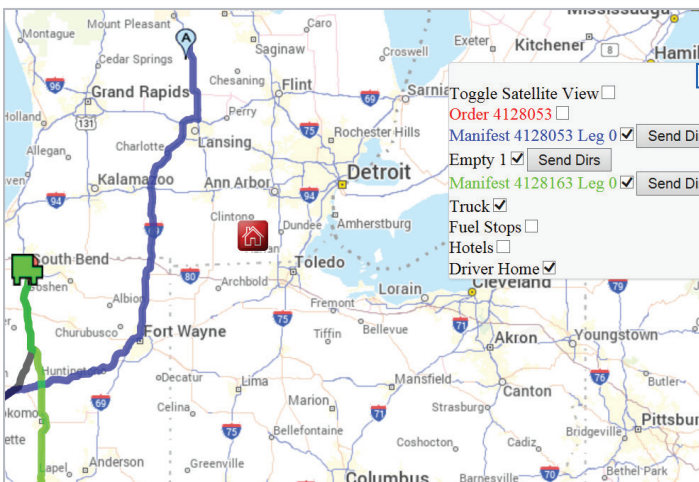 Mississauga
Mount Pleasant
Caro
Montague
A
Exeter
Kitchener
8
Hamil
Saginaw
Croswell
Cedar Springs
Chesaning
Flint
Sarnia
96
Grand Rapids
69
Perry
Holland
131
75
Rochester Hills
Lansing
Charlotte
Allegan
Detroit
Kalamazoo
Ann Arbor
94
94
Clinton
Dundee
Amherstburg
South Bend
Toledo
80
Goshen
Archbold
Lorain
Cleveland
79
Albion
Fremont
75
71
Churubusco
Fort Wayne
Tiffin
Bellevue
Akron
Youngstown
Huntington
76
Decatur
Lima
Mansfield
Butler
Canton
69
Marion
Celina
71
Strasburg
Pittsbur
Kokomo
75
Bellefontaine
Bridgeville
ette
Coshocton
Cadiz
Lapel
Anderson
Greenville
Bethel Park
Columbus
Barnesville
70
Toggle Satellite View
Order 4128053
Manifest 4128053 Leg 0 Send Di
Empty 1 Send Dirs
Manifest 4128163 Leg 0 Send Di
Truck
Fuel Stops
Hotels
Driver Home